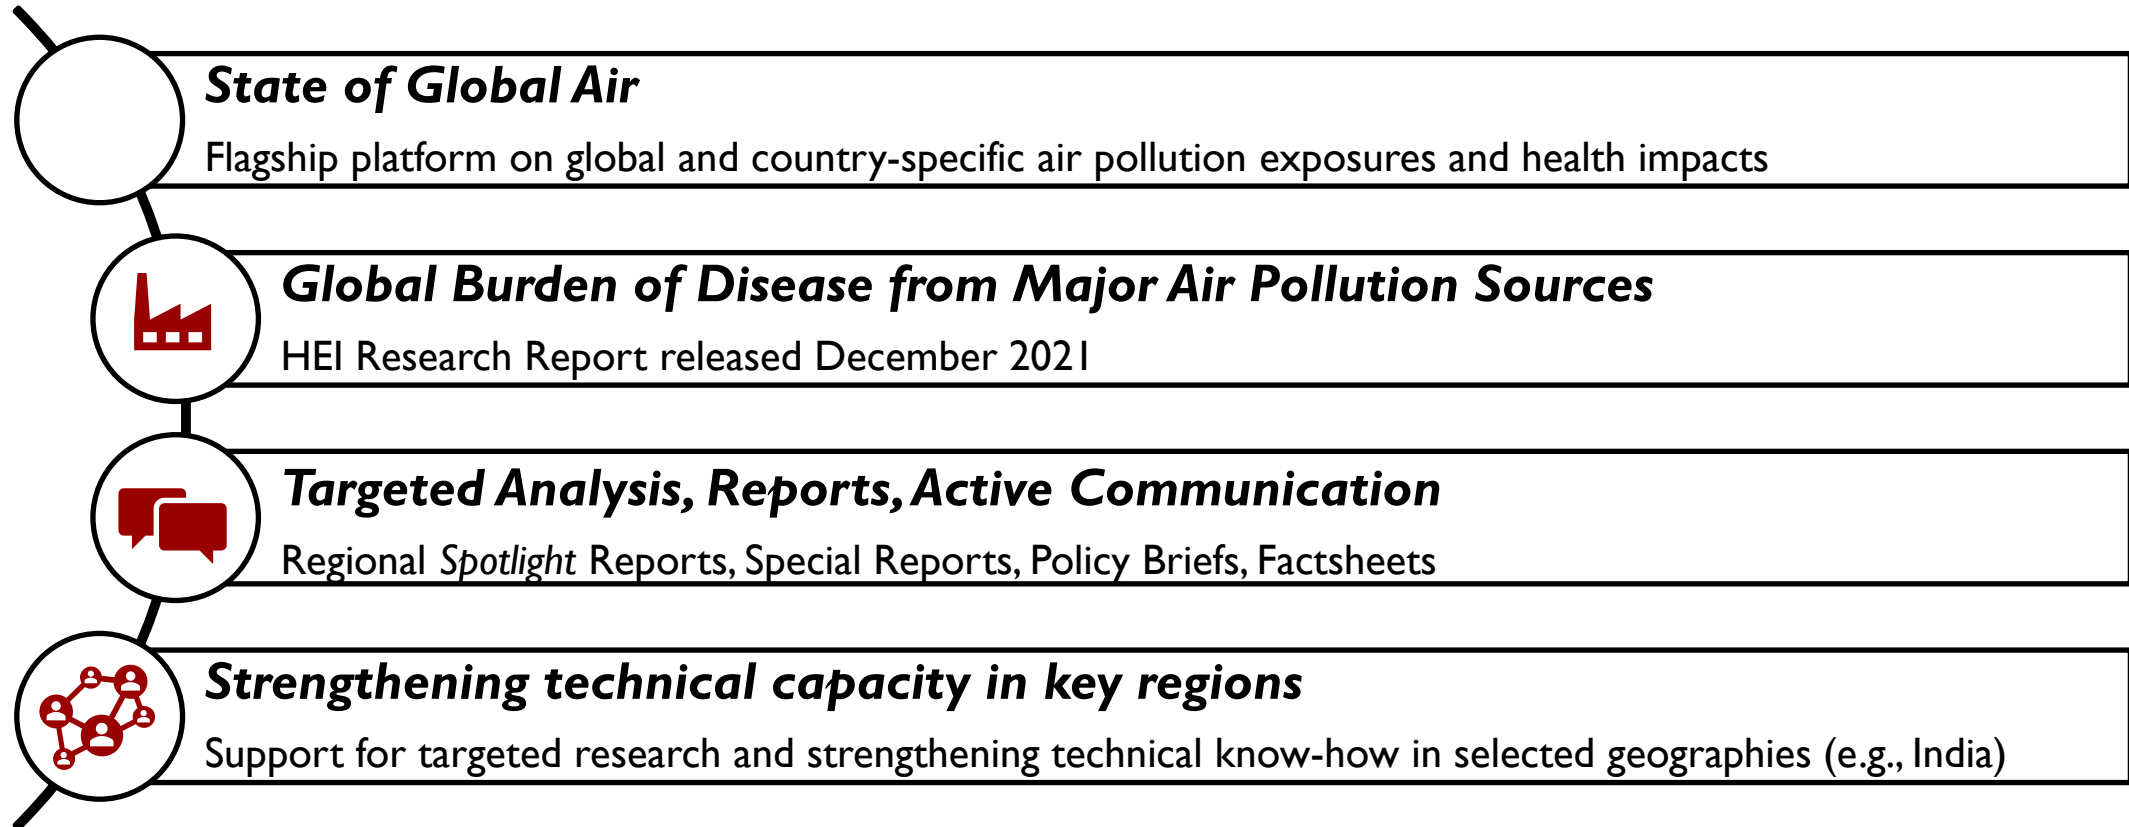 State of Global Air
Flagship platform on global and country-specific air pollution exposures and health impacts
Global Burden of Disease from Major Air Pollution Sources
HEI Research Report released December 2021
Targeted Analysis, Reports, Active Communication
Regional Spotlight Reports, Special Reports, Policy Briefs, Factsheets
Strengthening technical capacity in key regions
Support for targeted research and strengthening technical know-how in selected geographies (e.g., India)